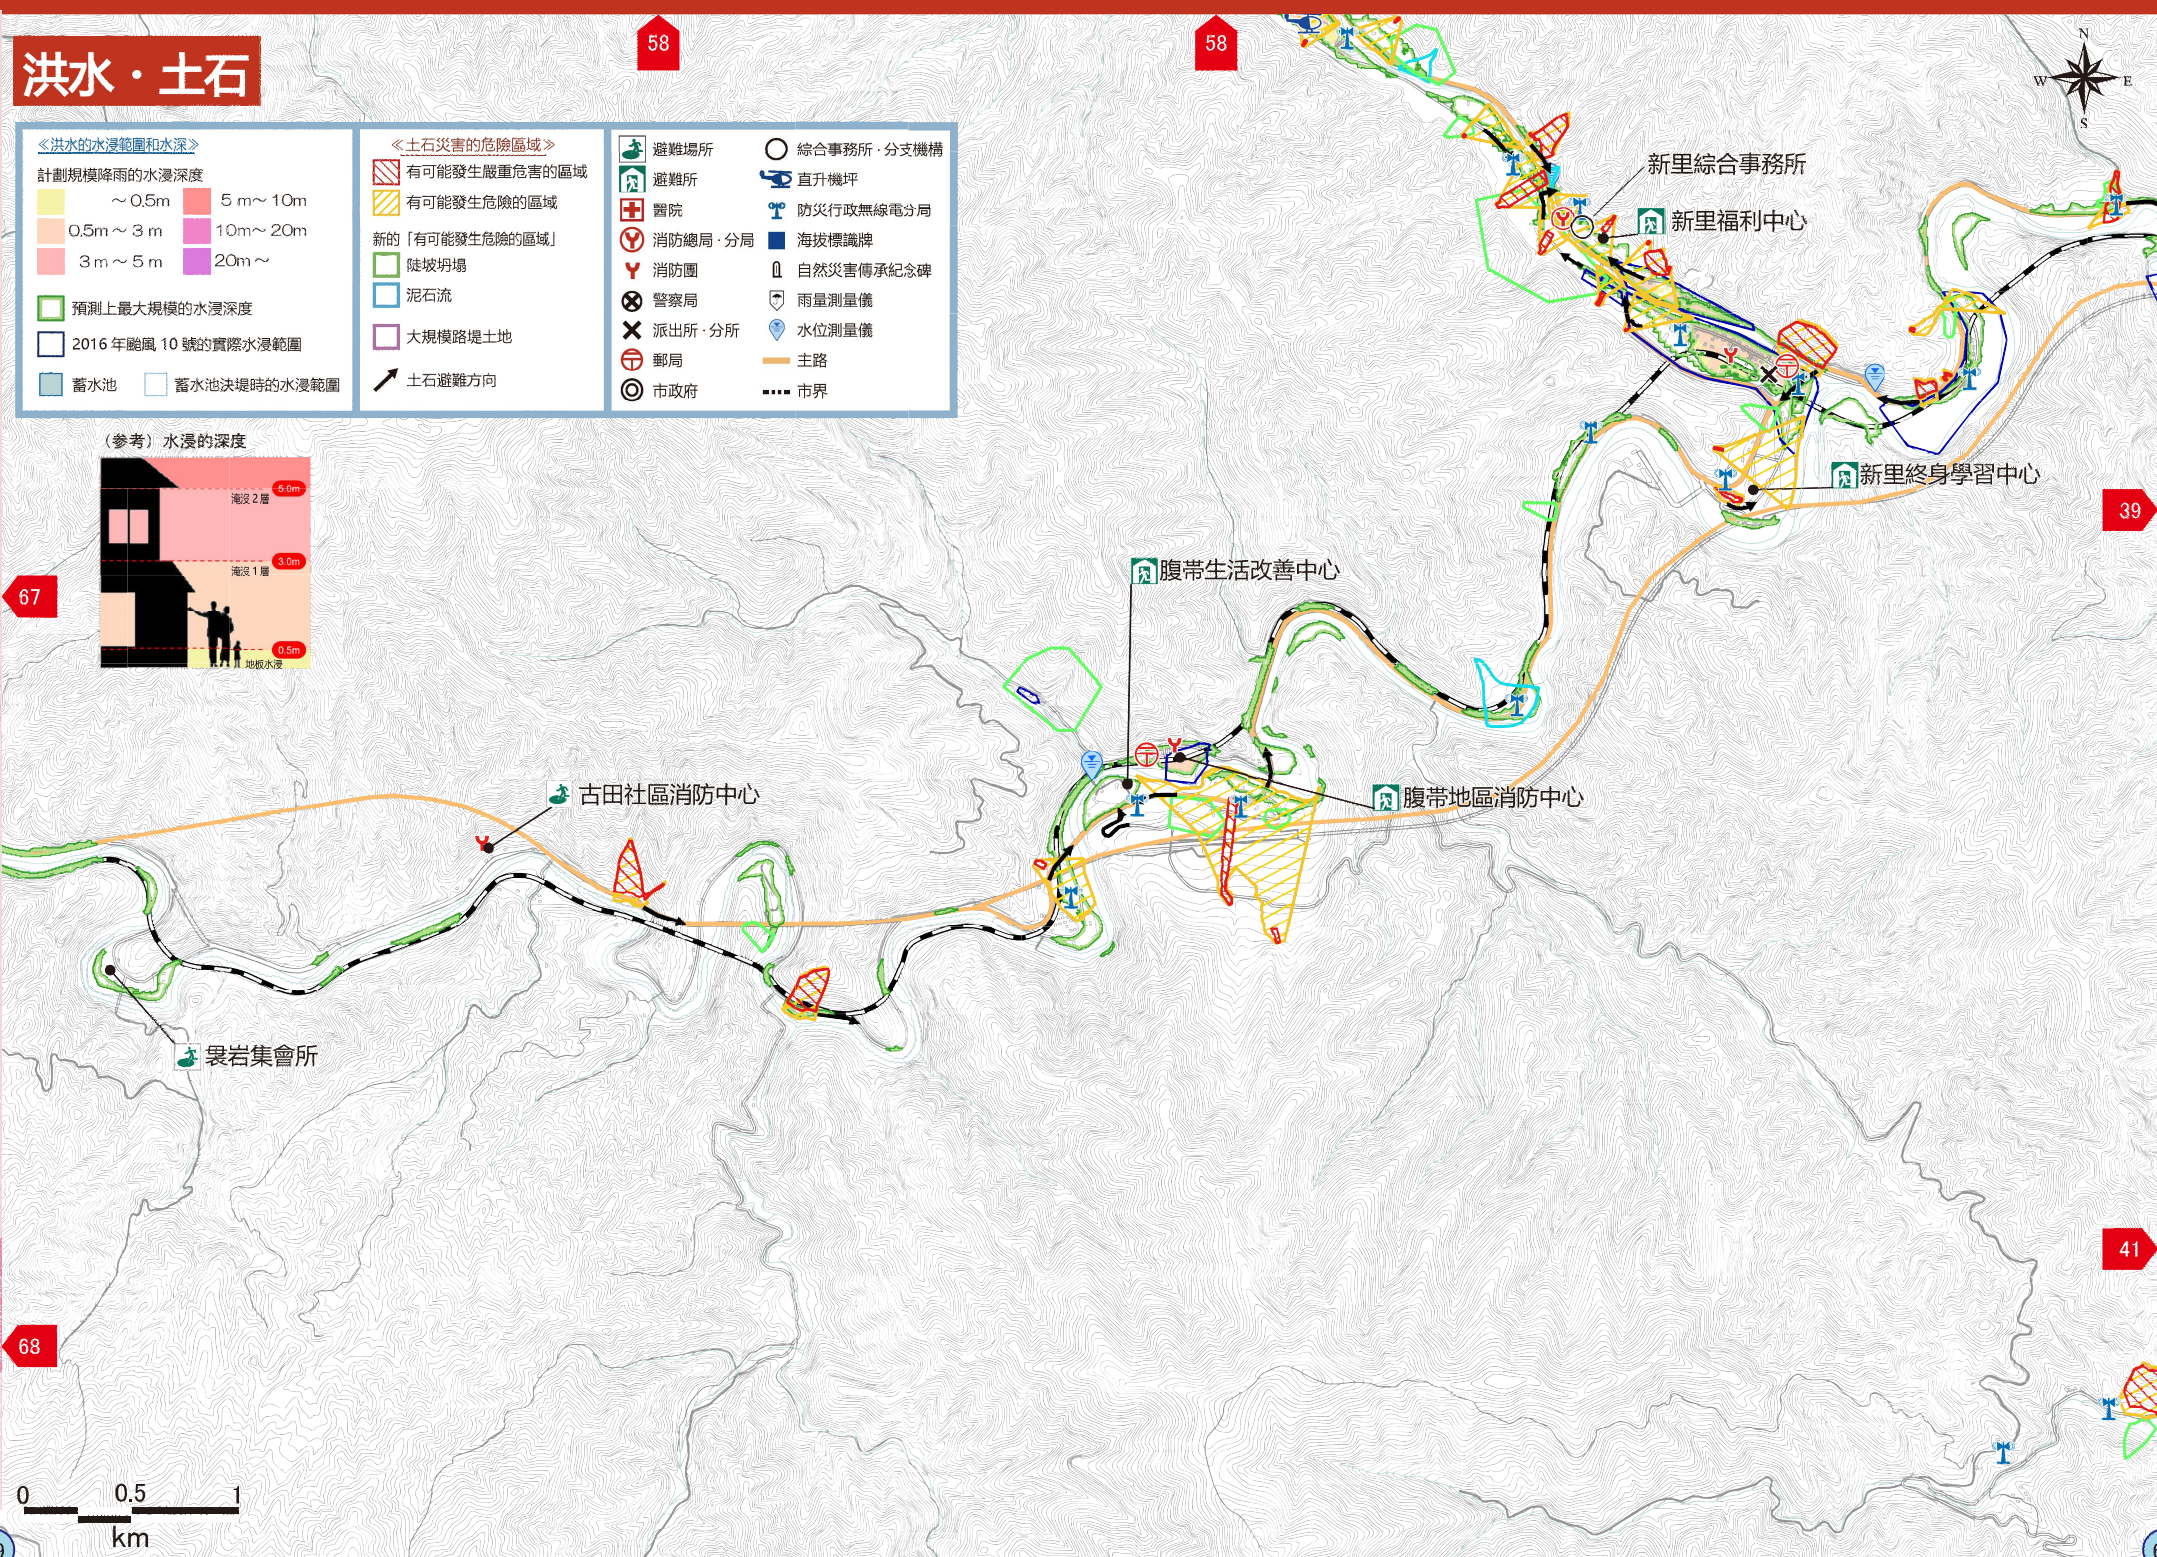 洪水・土石
58
58
N
W
E
S
≪洪水的水浸範圍和水深≫
計劃規模降雨的水浸深度
～0.5m
5 m～10m
0.5m～3 m
10m～20m
3 m～5 m
20m～
預測上最大規模的水浸深度
2016 年颱風 10 號的實際水浸範圍
蓄水池
蓄水池決堤時的水浸範圍
≪土石災害的危險區域≫
有可能發生嚴重危害的區域
有可能發生危險的區域
新的「有可能發生危險的區域」
陡坡坍塌
泥石流
大規模路堤土地
土石避難方向
避難場所
避難所
醫院
消防總局・分局
消防團
警察局
派出所・分所
郵局
市政府
綜合事務所・分支機構
直升機坪
防災行政無線電分局
海拔標識牌
自然災害傳承紀念碑
雨量測量儀
水位測量儀
主路
市界
（參考）水浸的深度
5.0m
淹沒 2 層
3.0m
淹沒 1 層
0.5m
地板水浸
新里綜合事務所
新里福利中心
新里終身學習中心
39
67
腹帯生活改善中心
腹帯地區消防中心
古田社區消防中心
袰岩集會所
41
68
0
0.5
1
km